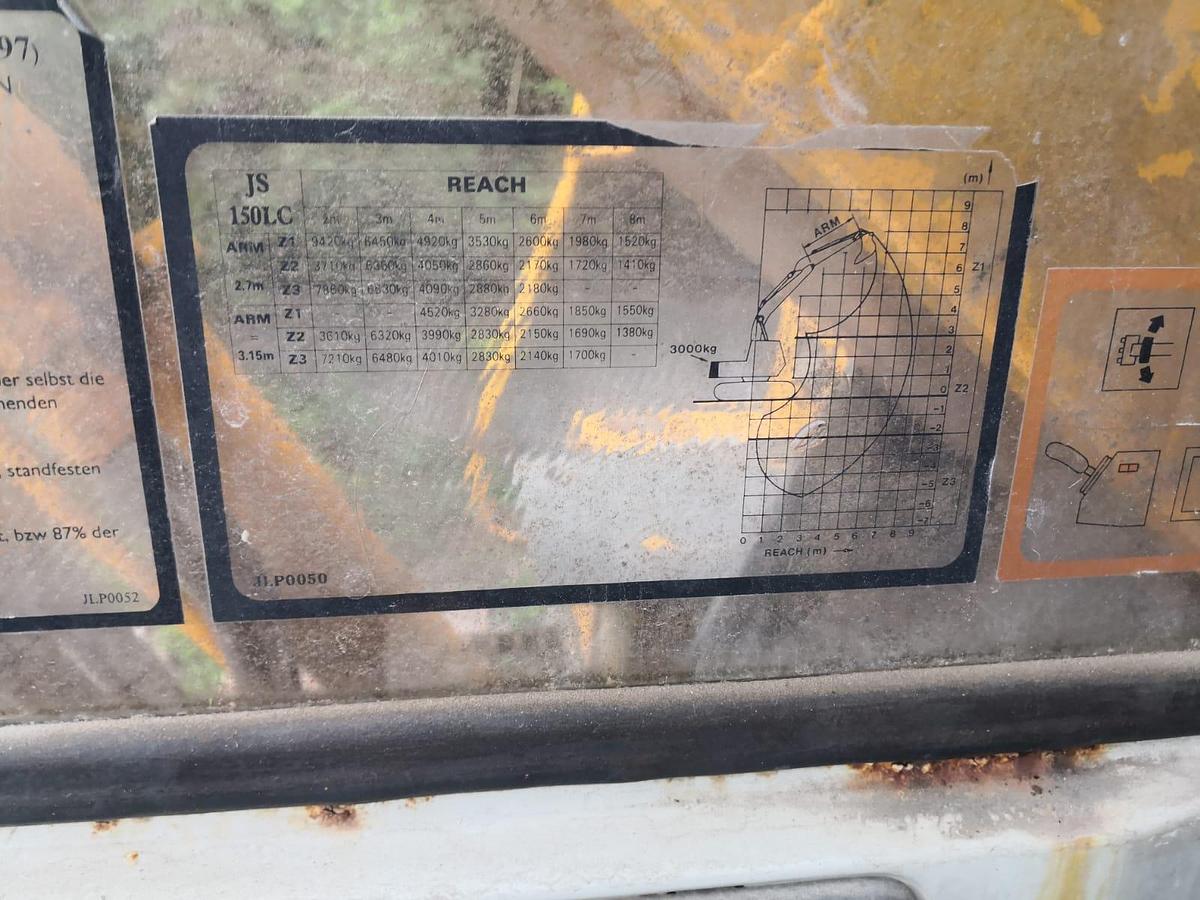 97)
N
er selbst die
henden
, standfesten
t, bzw 87% der
JLP0052
JS
150LC
REACH
2m 3m 4m 5m 6m 7m 8m
ARM Z1 9420kg 6450kg 4920kg 3530kg 2600kg 1980kg 1520kg
= Z2 3710kg 6360kg 4050kg 2860kg 2170kg 1720kg 1410kg
2.7m Z3 7860kg 6630kg 4090kg 2880kg 2180kg - -
ARM Z1 - - 4520kg 3280kg 2660kg 1850kg 1550kg
= Z2 3610kg 6320kg 3990kg 2830kg 2150kg 1690kg 1380kg
3.15m Z3 7210kg 6480kg 4010kg 2830kg 2140kg 1700kg -
JLP0050
(m)
ARM
3000kg
9
8
7
6 Z1
5
4
3
2
1
0 Z2
-1
-2
-3
-4
-5 Z3
-6
-7
0 1 2 3 4 5 6 7 8 9
REACH (m)